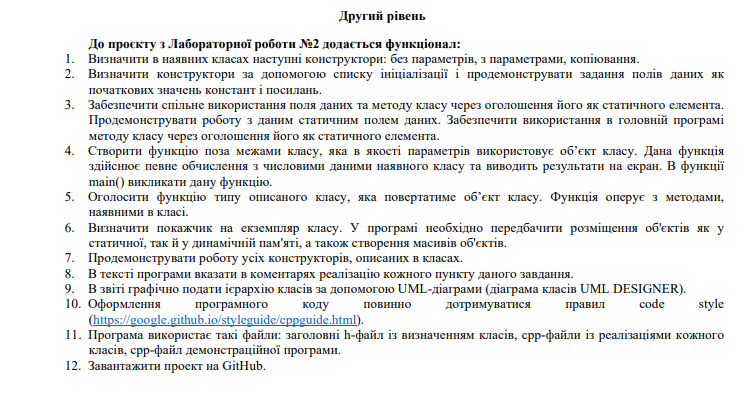 Другий рівень
До проєкту з Лабораторної роботи №2 додається функціонал:
1. Визначити в наявних класах наступні конструктори: без параметрів, з параметрами, копіювання.
2. Визначити конструктори за допомогою списку ініціалізації і продемонструвати задання полів даних як
початкових значень констант і посилань.
3. Забезпечити спільне використання поля даних та методу класу через оголошення його як статичного елемента.
Продемонструвати роботу з даним статичним полем даних. Забезпечити використання в головній програмі
методу класу через оголошення його як статичного елемента.
4. Створити функцію поза межами класу, яка в якості параметрів використовує об’єкт класу. Дана функція
здійснює певне обчислення з числовими даними наявного класу та виводить результати на екран. В функції
main() викликати дану функцію.
5. Оголосити функцію типу описаного класу, яка повертатиме об’єкт класу. Функція оперує з методами,
наявними в класі.
6. Визначити покажчик на екземпляр класу. У програмі необхідно передбачити розміщення об'єктів як у
статичної, так й у динамічній пам'яті, а також створення масивів об'єктів.
7. Продемонструвати роботу усіх конструкторів, описаних в класах.
8. В тексті програми вказати в коментарях реалізацію кожного пункту даного завдання.
9. В звіті графічно подати ієрархію класів за допомогою UML-діаграми (діаграма класів UML DESIGNER).
10. Оформлення програмного коду повинно дотримуватися правил code style
(https://google.github.io/styleguide/cppguide.html).
11. Програма використає такі файли: заголовні h-файл із визначенням класів, cpp-файли із реалізаціями кожного
класів, cpp-файл демонстраційної програми.
12. Завантажити проект на GitHub.